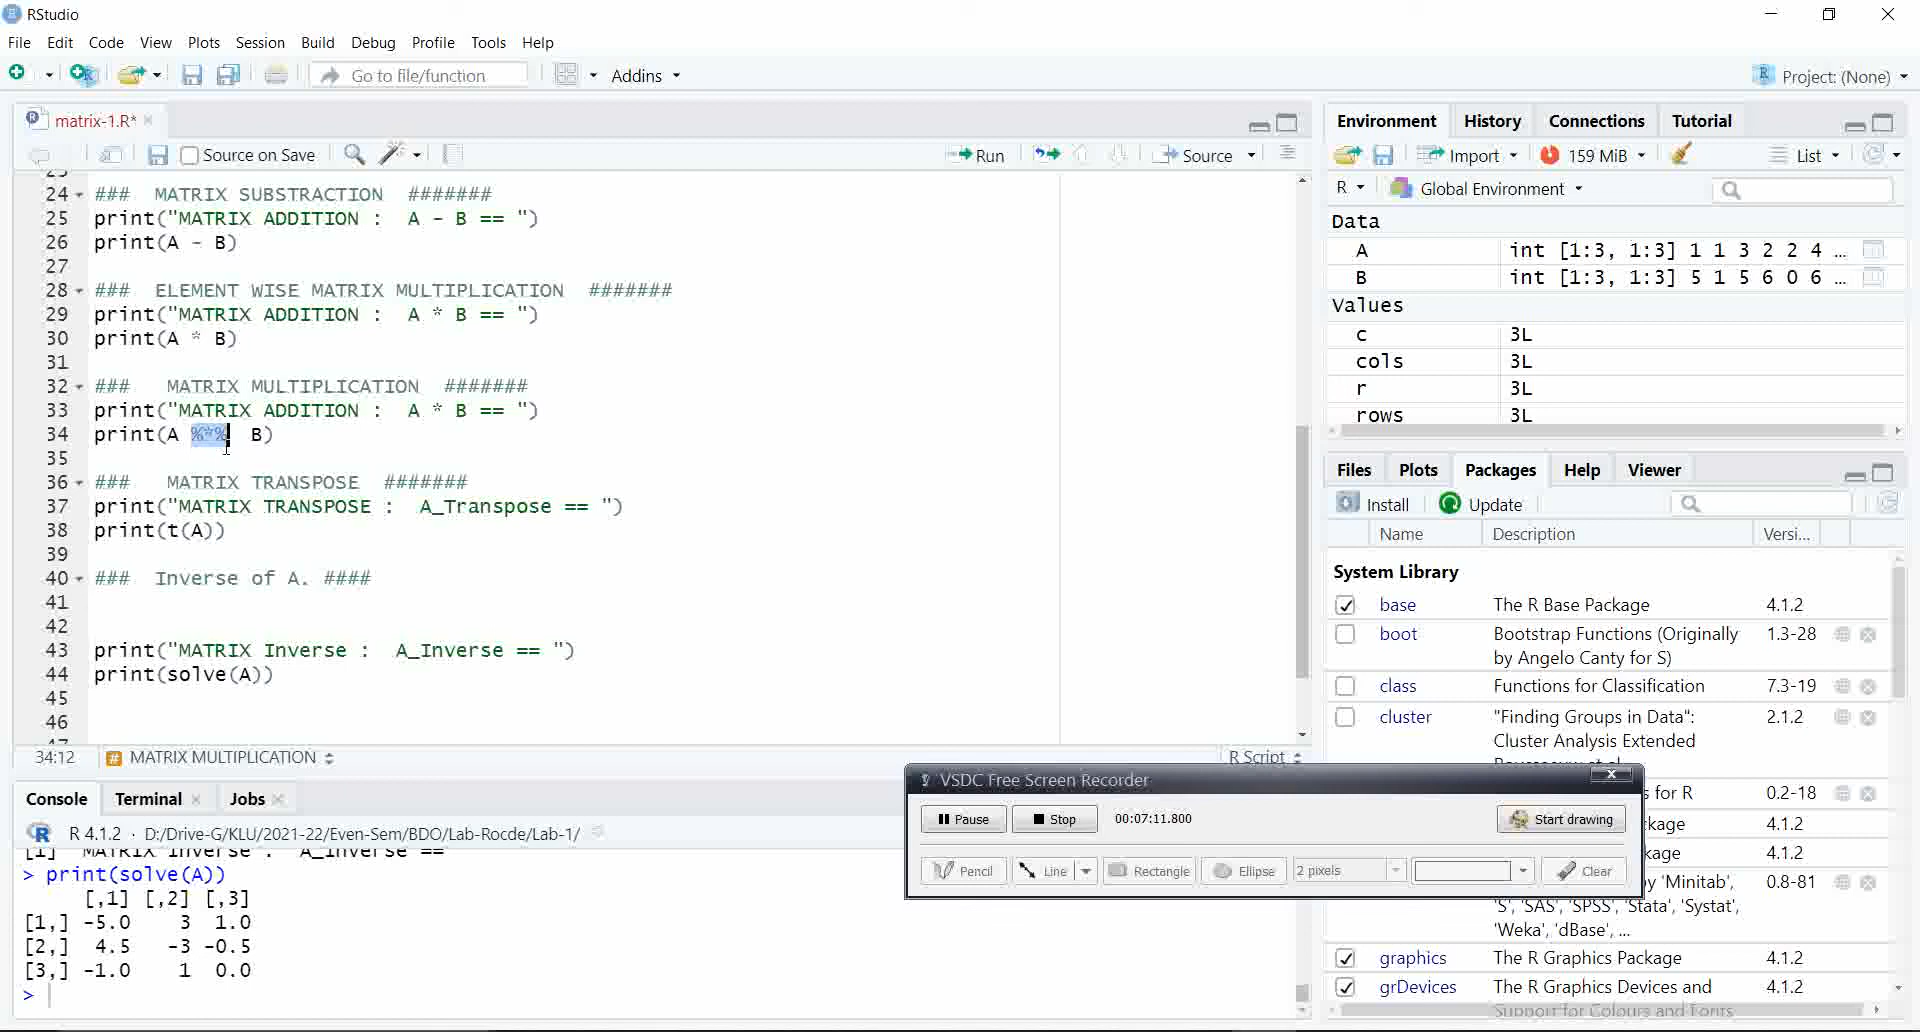 RStudio
File Edit Code View Plots Session Build Debug Profile Tools Help
Go to file/function Addins Project: (None)
matrix-1.R*
Source on Save Run Source
24 ### MATRIX SUBSTRACTION #######
25 print("MATRIX ADDITION : A - B == ")
26 print(A - B)
27
28 ### ELEMENT WISE MATRIX MULTIPLICATION #######
29 print("MATRIX ADDITION : A * B == ")
30 print(A * B)
31
32 ### MATRIX MULTIPLICATION #######
33 print("MATRIX ADDITION : A * B == ")
34 print(A %*% B)
35
36 ### MATRIX TRANSPOSE #######
37 print("MATRIX TRANSPOSE : A_Transpose == ")
38 print(t(A))
39
40 ### Inverse of A. ####
41
42
43 print("MATRIX Inverse : A_Inverse == ")
44 print(solve(A))
45
46
34:12 MATRIX MULTIPLICATION R Script
Console Terminal Jobs
R 4.1.2 · D:/Drive-G/KLU/2021-22/Even-Sem/BDO/Lab-Rocde/Lab-1/
[1] "MATRIX Inverse : A_Inverse ==
> print(solve(A))
[,1] [,2] [,3]
[1,] -5.0 3 1.0
[2,] 4.5 -3 -0.5
[3,] -1.0 1 0.0
>
Environment History Connections Tutorial
Import 159 MiB List
R Global Environment
Data
A int [1:3, 1:3] 1 1 3 2 2 4 ...
B int [1:3, 1:3] 5 1 5 6 0 6 ...
Values
c 3L
cols 3L
r 3L
rows 3L
Files Plots Packages Help Viewer
Install Update
Name Description Versi...
System Library
base The R Base Package 4.1.2
boot Bootstrap Functions (Originally 1.3-28
by Angelo Canty for S)
class Functions for Classification 7.3-19
cluster "Finding Groups in Data": 2.1.2
Cluster Analysis Extended
s for R 0.2-18
kage 4.1.2
kage 4.1.2
by 'Minitab', 0.8-81
'S', 'SAS', 'SPSS', 'Stata', 'Systat',
'Weka', 'dBase', ...
graphics The R Graphics Package 4.1.2
grDevices The R Graphics Devices and 4.1.2
Support for Colours and Fonts
VSDC Free Screen Recorder
Pause Stop 00:07:11.800 Start drawing
Pencil Line Rectangle Ellipse 2 pixels Clear